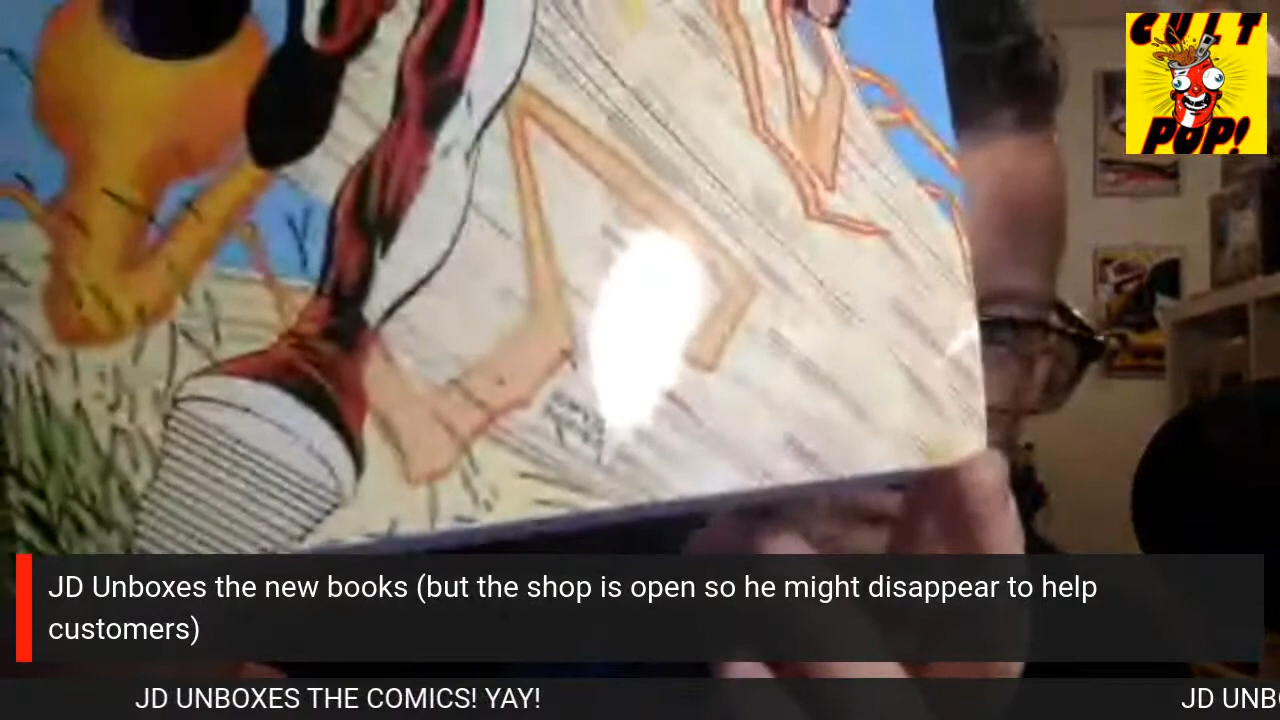 CULT
POP!
JD Unboxes the new books (but the shop is open so he might disappear to help
customers)
JD UNBOXES THE COMICS! YAY! JD UNBO